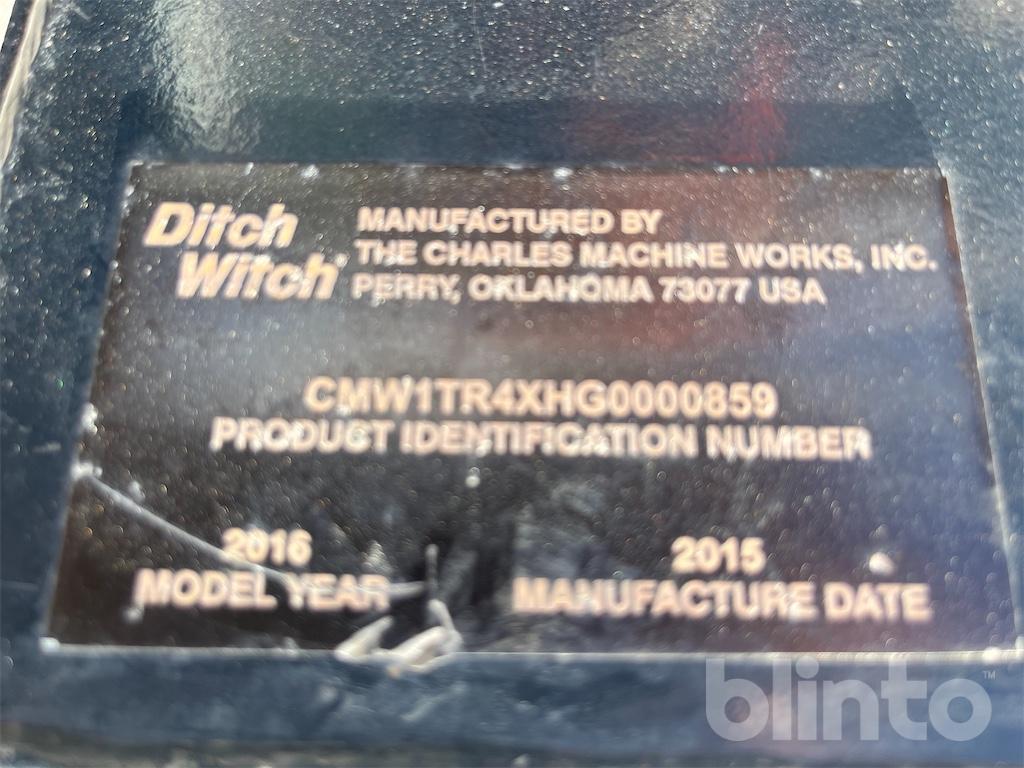 Ditch
Witch®
MANUFACTURED BY
THE CHARLES MACHINE WORKS, INC.
PERRY, OKLAHOMA 73077 USA
CMW1TR4XHG0000859
PRODUCT IDENTIFICATION NUMBER
2016
MODEL YEAR
2015
MANUFACTURE DATE
blinto™